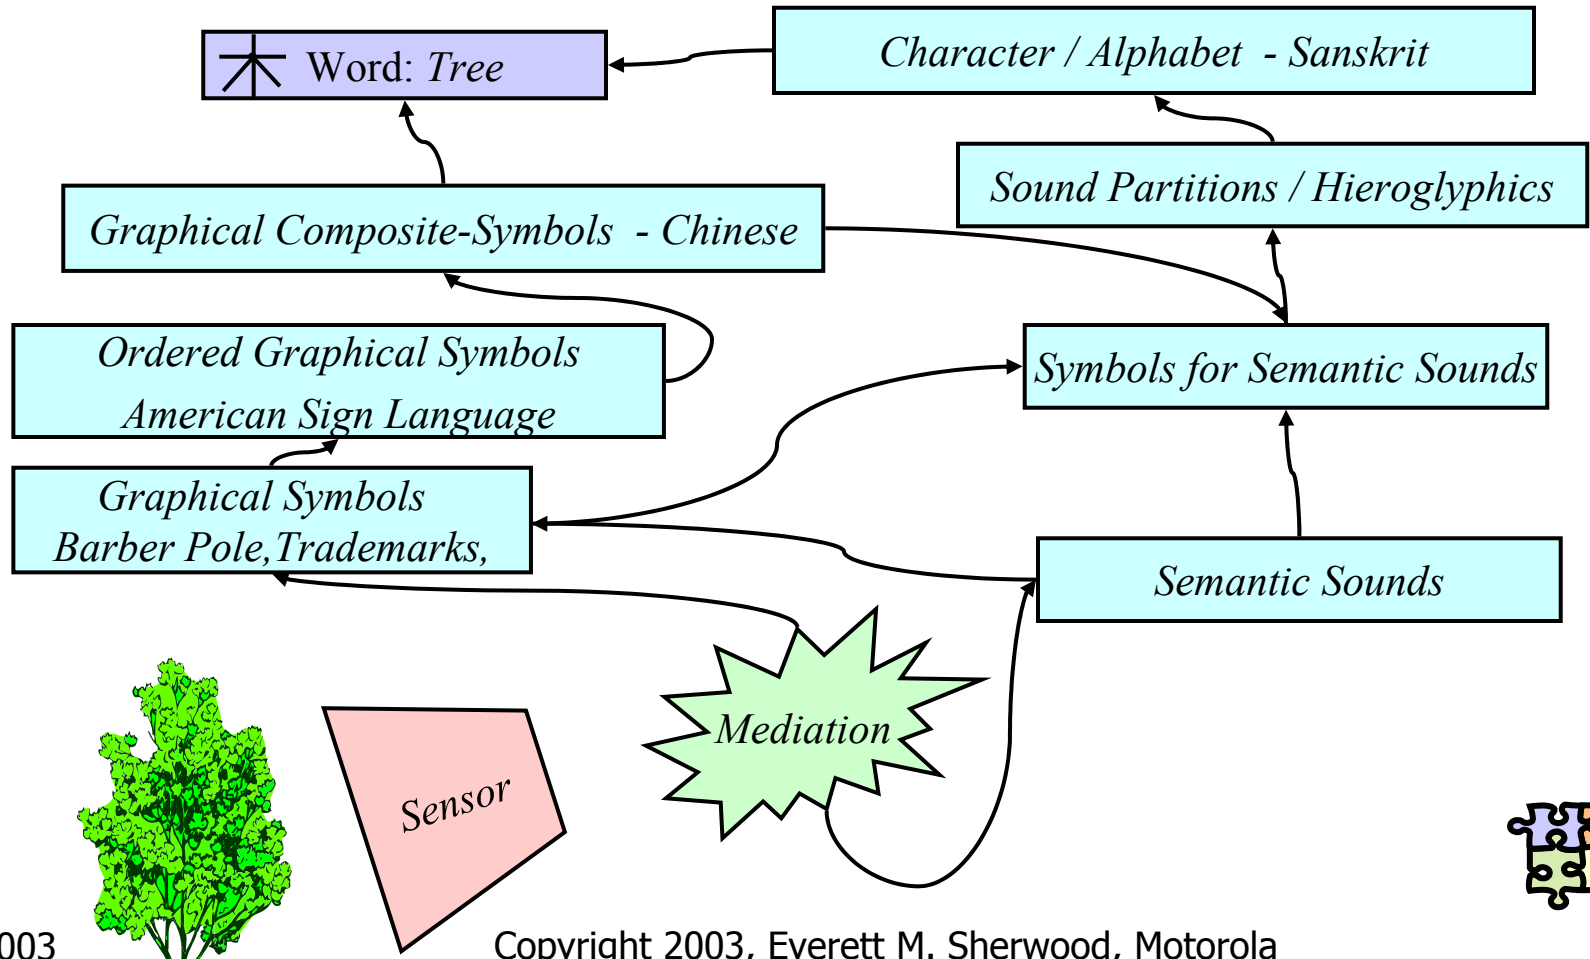 木 Word: Tree
Character / Alphabet - Sanskrit
Sound Partitions / Hieroglyphics
Graphical Composite-Symbols - Chinese
Ordered Graphical Symbols
American Sign Language
Symbols for Semantic Sounds
Graphical Symbols
Barber Pole,Trademarks,
Semantic Sounds
Mediation
Sensor
003
Copyright 2003, Everett M. Sherwood, Motorola